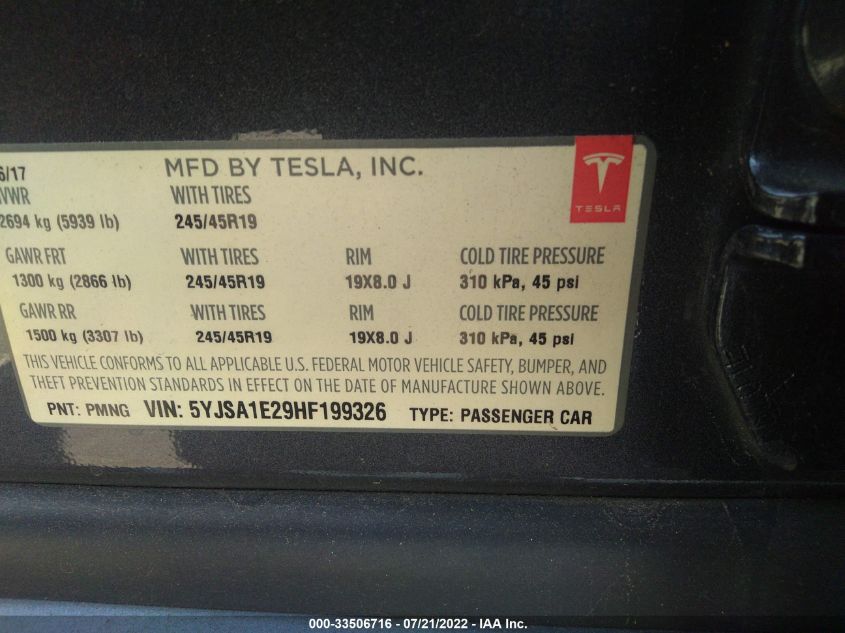 6/17 MFD BY TESLA, INC.
VWR WITH TIRES
2694 kg (5939 lb) 245/45R19
TESLA
GAWR FRT WITH TIRES RIM COLD TIRE PRESSURE
1300 kg (2866 lb) 245/45R19 19X8.0 J 310 kPa, 45 psi
GAWR RR WITH TIRES RIM COLD TIRE PRESSURE
1500 kg (3307 lb) 245/45R19 19X8.0 J 310 kPa, 45 psi
THIS VEHICLE CONFORMS TO ALL APPLICABLE U.S. FEDERAL MOTOR VEHICLE SAFETY, BUMPER, AND
THEFT PREVENTION STANDARDS IN EFFECT ON THE DATE OF MANUFACTURE SHOWN ABOVE.
PNT: PMNG VIN: 5YJSA1E29HF199326 TYPE: PASSENGER CAR
000-33506716 - 07/21/2022 - IAA Inc.